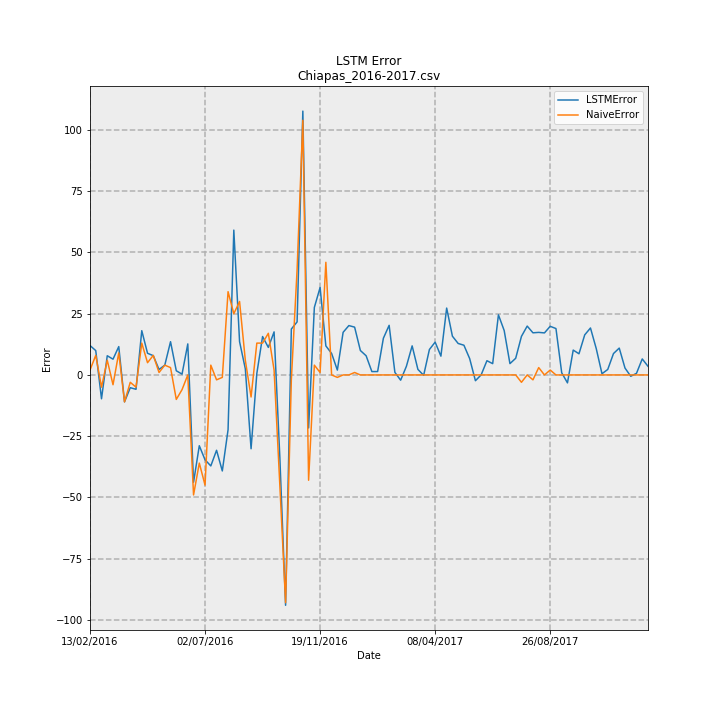 LSTM Error
Chiapas_2016-2017.csv
LSTMError
NaiveError
100
75
50
25
0
−25
−50
−75
−100
Error
13/02/2016
02/07/2016
19/11/2016
08/04/2017
26/08/2017
Date